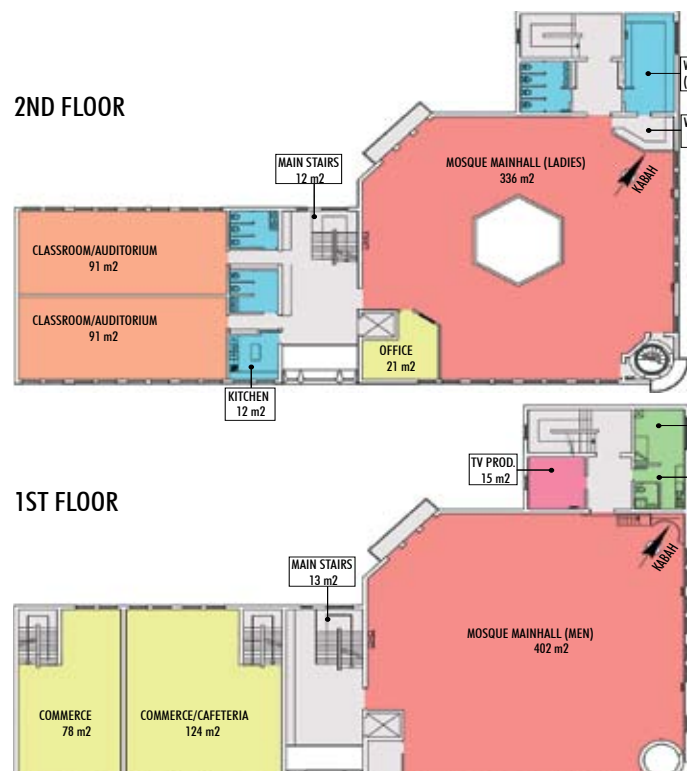 2ND FLOOR
MAIN STAIRS
12 m2
MOSQUE MAINHALL (LADIES)
336 m2
KABAH
CLASSROOM/AUDITORIUM
91 m2
CLASSROOM/AUDITORIUM
91 m2
OFFICE
21 m2
KITCHEN
12 m2
1ST FLOOR
TV PROD.
15 m2
KABAH
MAIN STAIRS
13 m2
MOSQUE MAINHALL (MEN)
402 m2
COMMERCE
78 m2
COMMERCE/CAFETERIA
124 m2